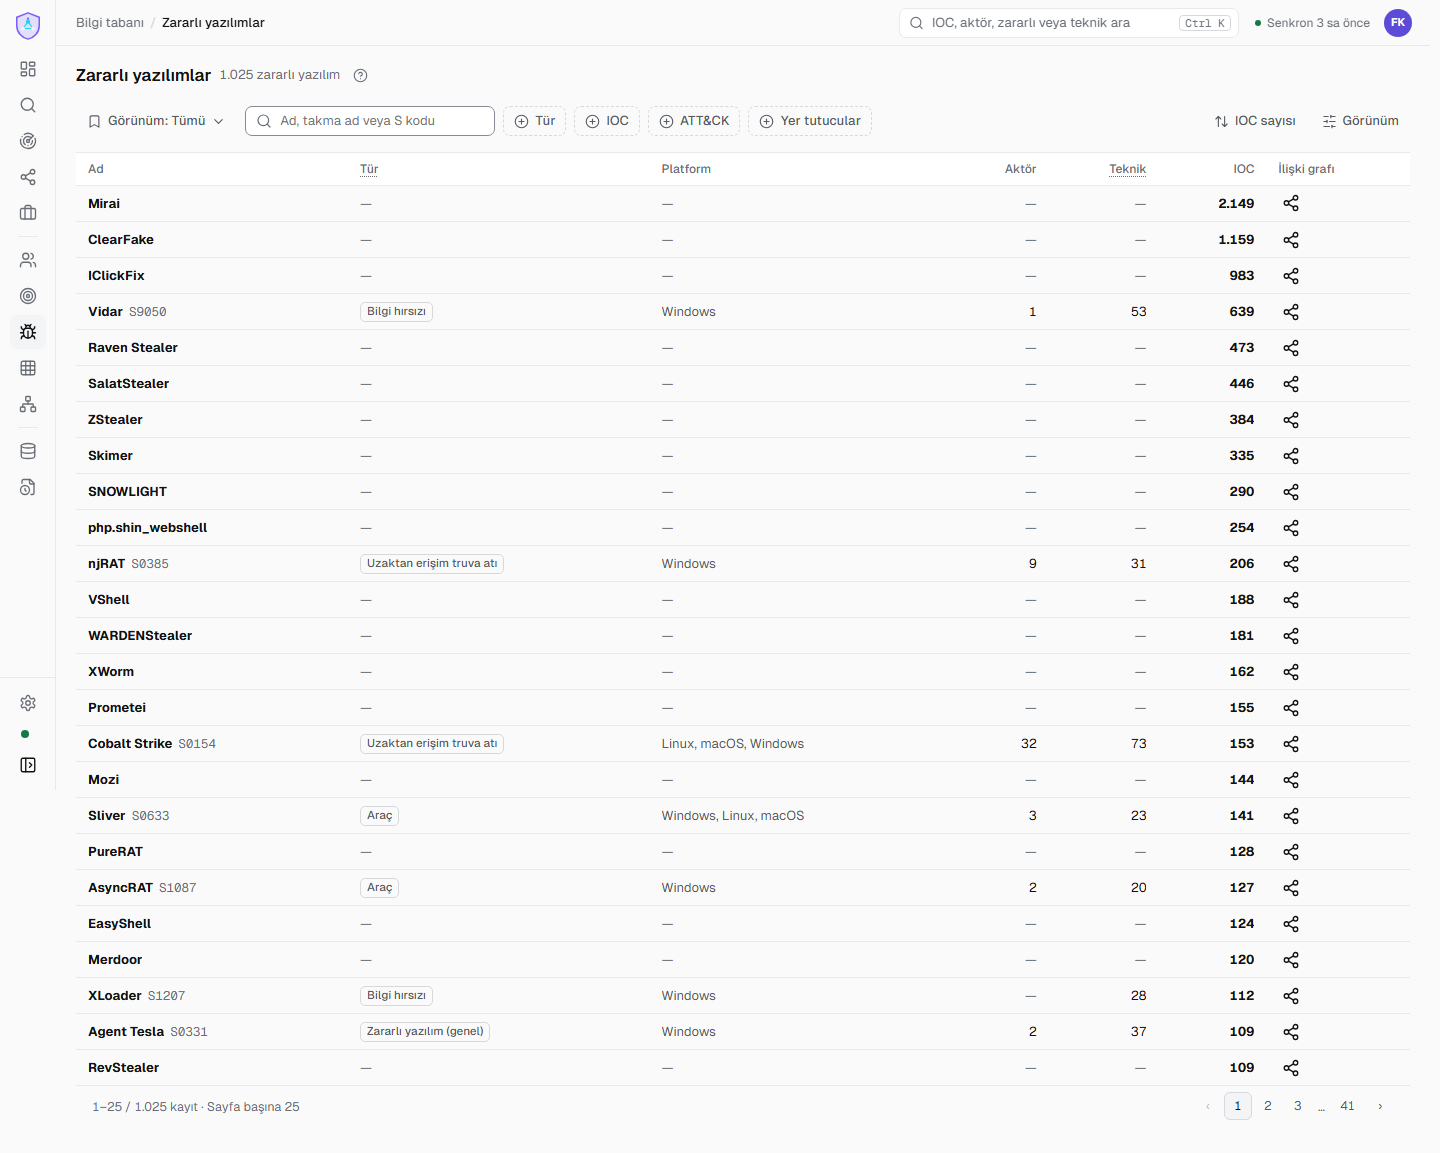 Bilgi tabanı / Zararlı yazılımlar
IOC, aktör, zararlı veya teknik ara Ctrl K
Senkron 3 sa önce
FK
Zararlı yazılımlar 1.025 zararlı yazılım
Görünüm: Tümü
Ad, takma ad veya S kodu
Tür
IOC
ATT&CK
Yer tutucular
IOC sayısı
Görünüm
Ad Tür Platform Aktör Teknik IOC İlişki grafı
Mirai — — — — 2.149
ClearFake — — — — 1.159
IClickFix — — — — 983
Vidar S9050 Bilgi hırsızı Windows 1 53 639
Raven Stealer — — — — 473
SalatStealer — — — — 446
ZStealer — — — — 384
Skimer — — — — 335
SNOWLIGHT — — — — 290
php.shin_webshell — — — — 254
njRAT S0385 Uzaktan erişim truva atı Windows 9 31 206
VShell — — — — 188
WARDENStealer — — — — 181
XWorm — — — — 162
Prometei — — — — 155
Cobalt Strike S0154 Uzaktan erişim truva atı Linux, macOS, Windows 32 73 153
Mozi — — — — 144
Sliver S0633 Araç Windows, Linux, macOS 3 23 141
PureRAT — — — — 128
AsyncRAT S1087 Araç Windows 2 20 127
EasyShell — — — — 124
Merdoor — — — — 120
XLoader S1207 Bilgi hırsızı Windows — 28 112
Agent Tesla S0331 Zararlı yazılım (genel) Windows 2 37 109
RevStealer — — — — 109
1–25 / 1.025 kayıt · Sayfa başına 25
‹ 1 2 3 … 41 ›